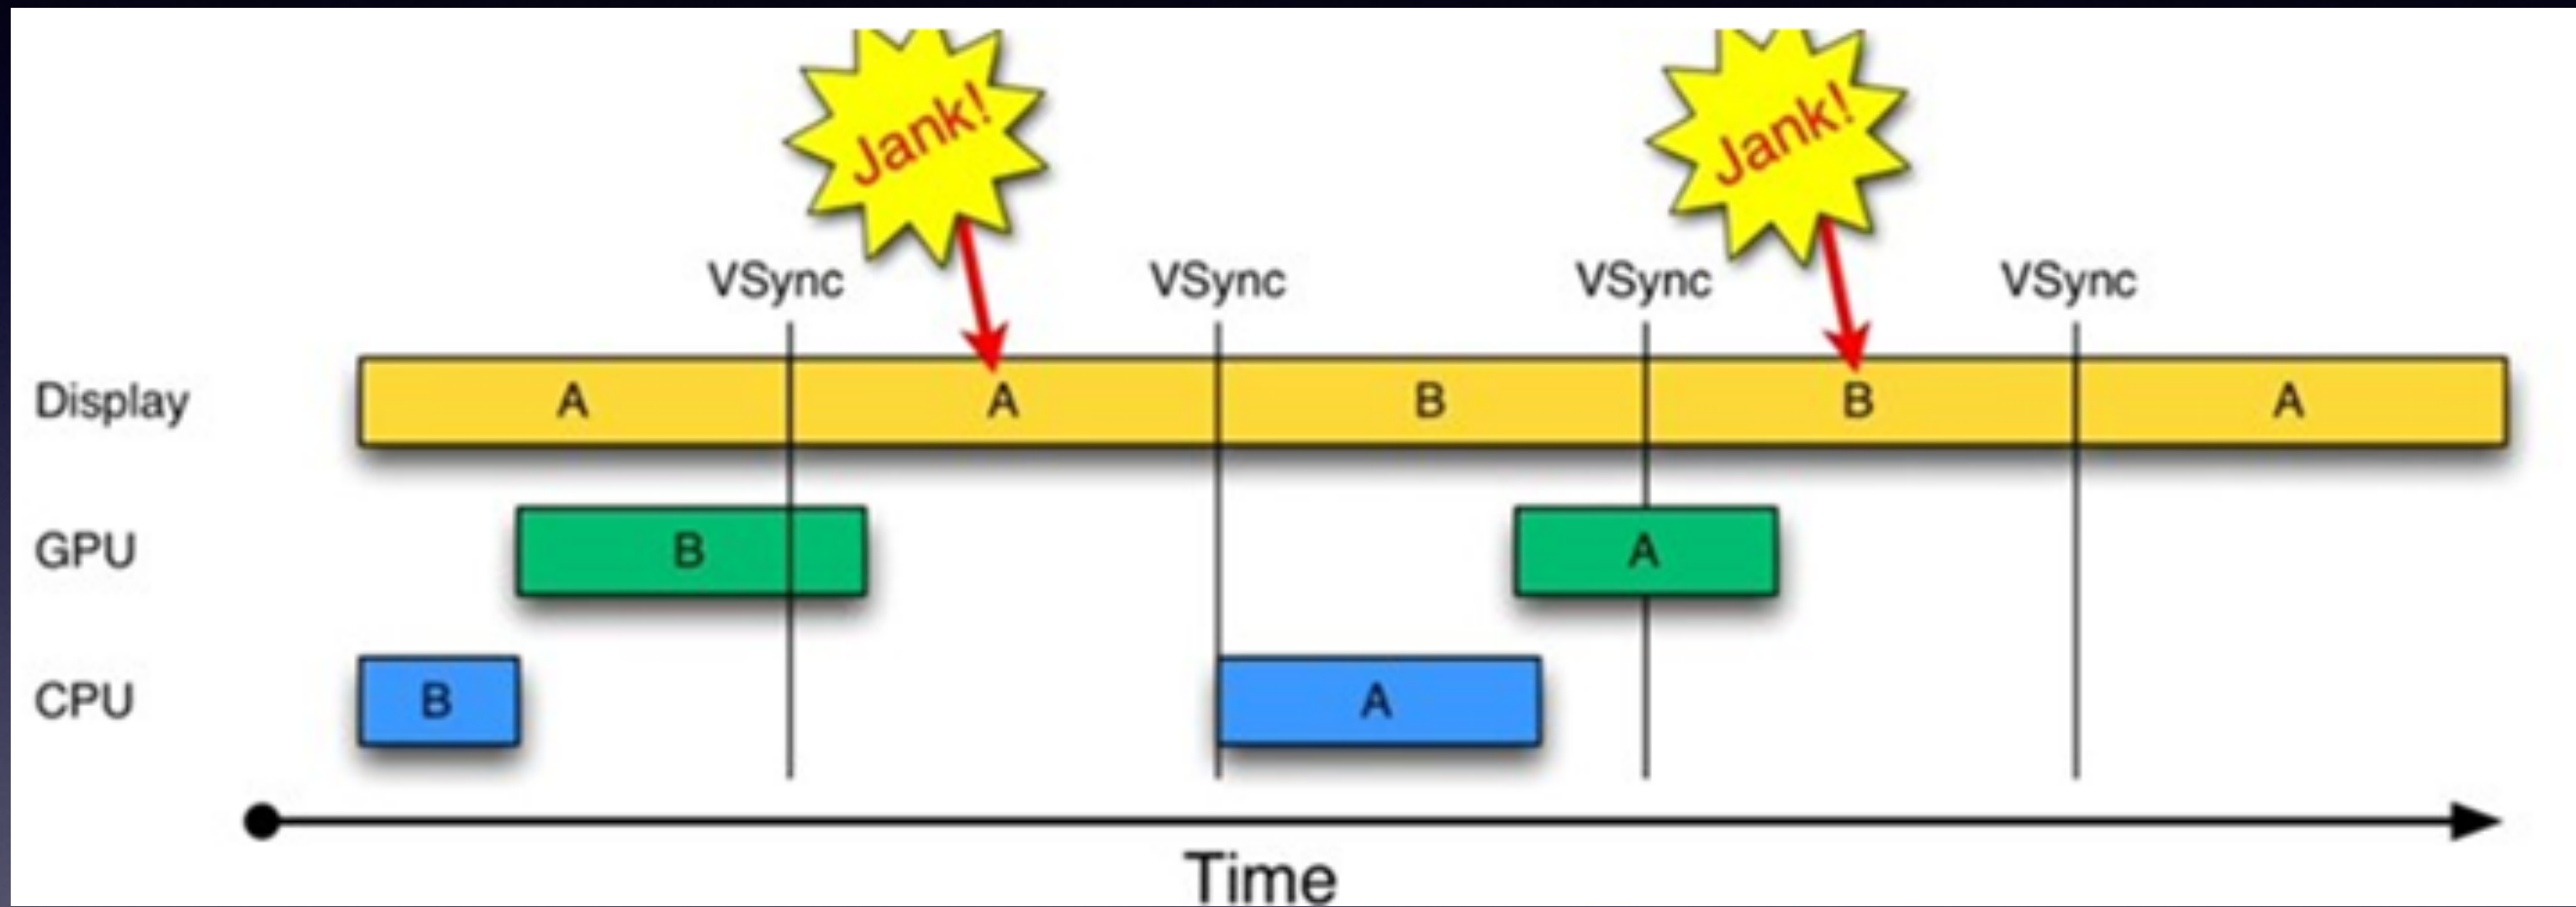 Jank!
Jank!
VSync
VSync
VSync
VSync
Display
A
A
B
B
A
GPU
B
A
CPU
B
A
Time